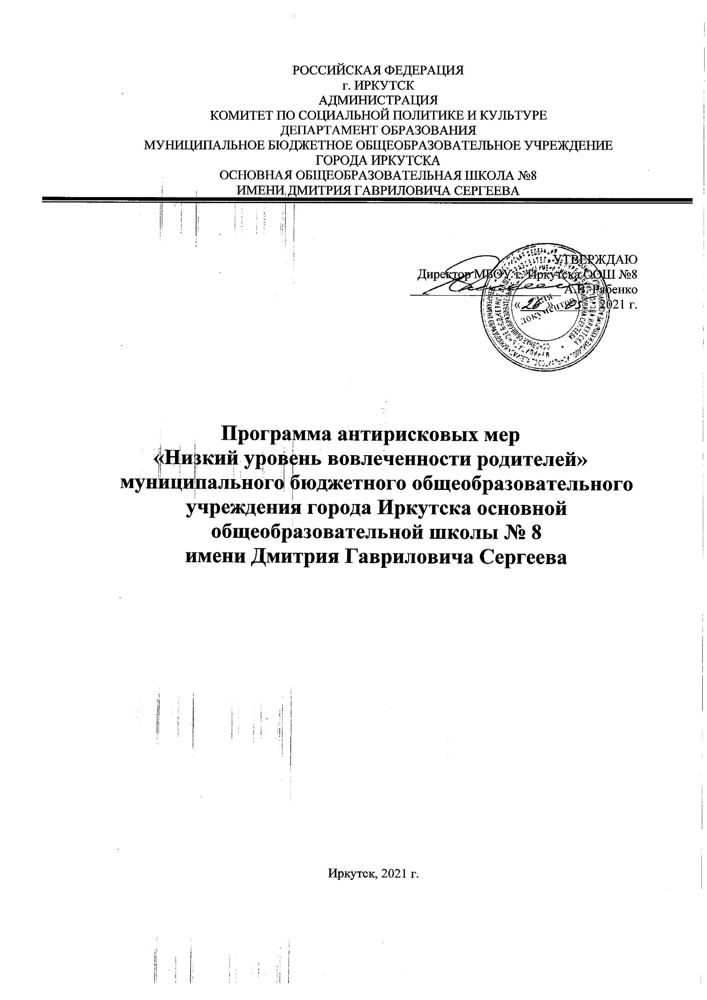 РОССИЙСКАЯ ФЕДЕРАЦИЯ
г. ИРКУТСК
АДМИНИСТРАЦИЯ
КОМИТЕТ ПО СОЦИАЛЬНОЙ ПОЛИТИКЕ И КУЛЬТУРЕ
ДЕПАРТАМЕНТ ОБРАЗОВАНИЯ
МУНИЦИПАЛЬНОЕ БЮДЖЕТНОЕ ОБЩЕОБРАЗОВАТЕЛЬНОЕ УЧРЕЖДЕНИЕ
ГОРОДА ИРКУТСКА
ОСНОВНАЯ ОБЩЕОБРАЗОВАТЕЛЬНАЯ ШКОЛА №8
ИМЕНИ ДМИТРИЯ ГАВРИЛОВИЧА СЕРГЕЕВА
УТВЕРЖДАЮ
Директор МБОУ г. Иркутска ООШ №8
А.В. Рябенко
«26» 05 2021 г.
для
документов
Программа антирисковых мер
«Низкий уровень вовлеченности родителей»
муниципального бюджетного общеобразовательного
учреждения города Иркутска основной
общеобразовательной школы № 8
имени Дмитрия Гавриловича Сергеева
Иркутск, 2021 г.